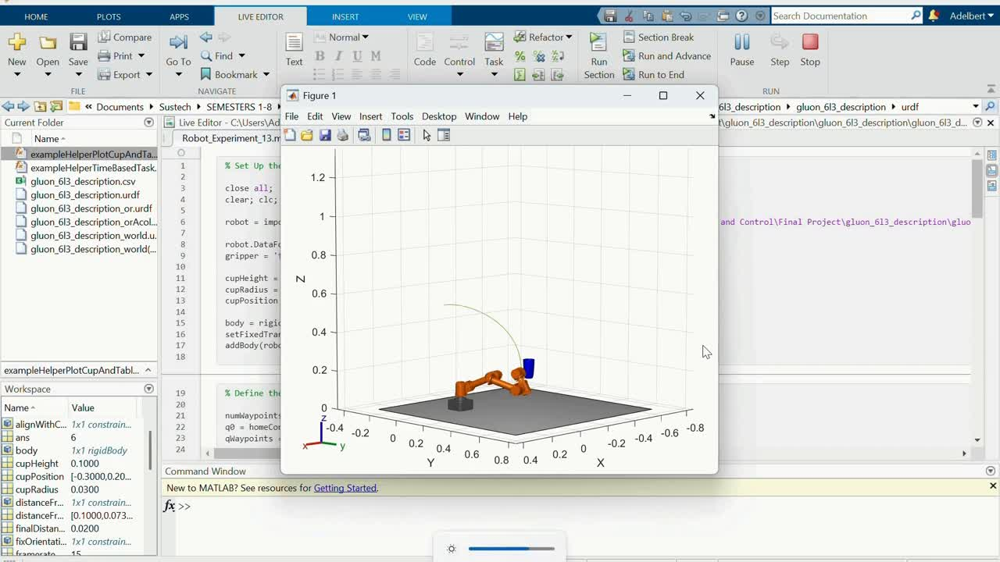 HOME PLOTS APPS LIVE EDITOR INSERT VIEW Search Documentation Adelbert
New Open Save Compare Print Export Go To Find Bookmark Text Normal B I U M Code Control Task Refactor Run Section Section Break Run and Advance Run to End Pause Step Stop
FILE NAVIGATE RUN
« Documents Sustech SEMESTERS 1-8 6l3_description gluon_6l3_description urdf
Current Folder
Name
exampleHelperPlotCupAndTa...
exampleHelperTimeBasedTask.
gluon_6l3_description.csv
gluon_6l3_description.urdf
gluon_6l3_description_or.urdf
gluon_6l3_description_orAcol...
gluon_6l3_description_world.u.
gluon_6l3_description_world(...
exampleHelperPlotCupAndTabl...
Workspace
Name Value
alignWithC... 1x1 constrain...
ans 6
body 1x1 rigidBody
cupHeight 0.1000
cupPosition [-0.3000,0.20...
cupRadius 0.0300
distanceFr... 1x1 constrain...
distanceFr... [0.1000,0.073...
finalDistan... 0.0200
fixOrientati... 1x1 constrain...
framerate 15
Live Editor - C:\Users\Ad
t\gluon_6l3_description\gluon_6l3_description\gluon_6l3_d...
Robot_Experiment_13.m
1 % Set Up the
2
3 close all;
4 clear; clc;
5
6 robot = impo and Control\Final Project\gluon_6l3_description\gluo
7
8 robot.DataFo
9 gripper = '
10
11 cupHeight =
12 cupRadius =
13 cupPosition
14
15 body = rigid
16 setFixedTran
17 addBody(robo
18
19 % Define the
20
21 numWaypoints
22 q0 = homeCon
23 qWaypoints =
24
Figure 1
File Edit View Insert Tools Desktop Window Help
1.2
1
0.8
0.6
0.4
0.2
0
Z
-0.4 -0.2 0 0.2 0.4 0.6 0.8
Y
0.4 0.2 0 -0.2 -0.4 -0.6 -0.8
X
z
x y
Command Window
New to MATLAB? See resources for Getting Started.
fx >>